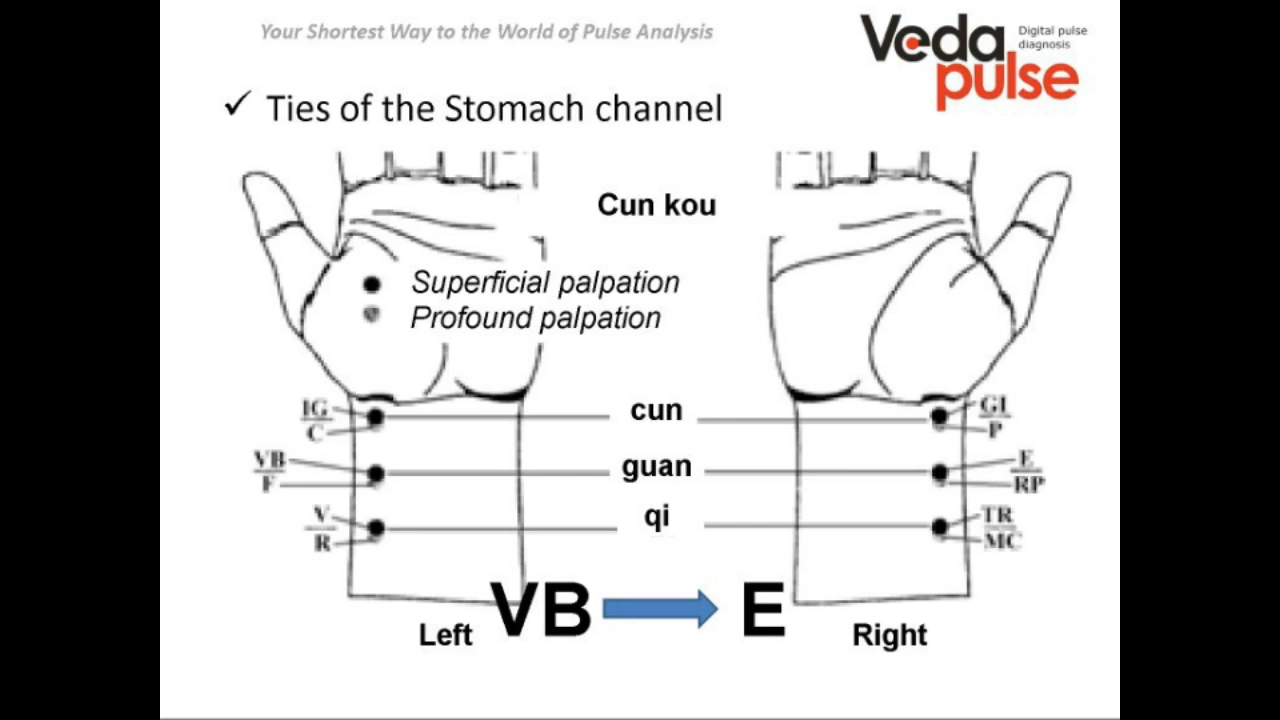 Your Shortest Way to the World of Pulse Analysis
Veda
pulse
Digital pulse
diagnosis
✓ Ties of the Stomach channel
Cun kou
Superficial palpation
Profound palpation
IG
C
cun
GI
P
VB
F
guan
E
RP
V
R
qi
TR
MC
VB
E
Left
Right